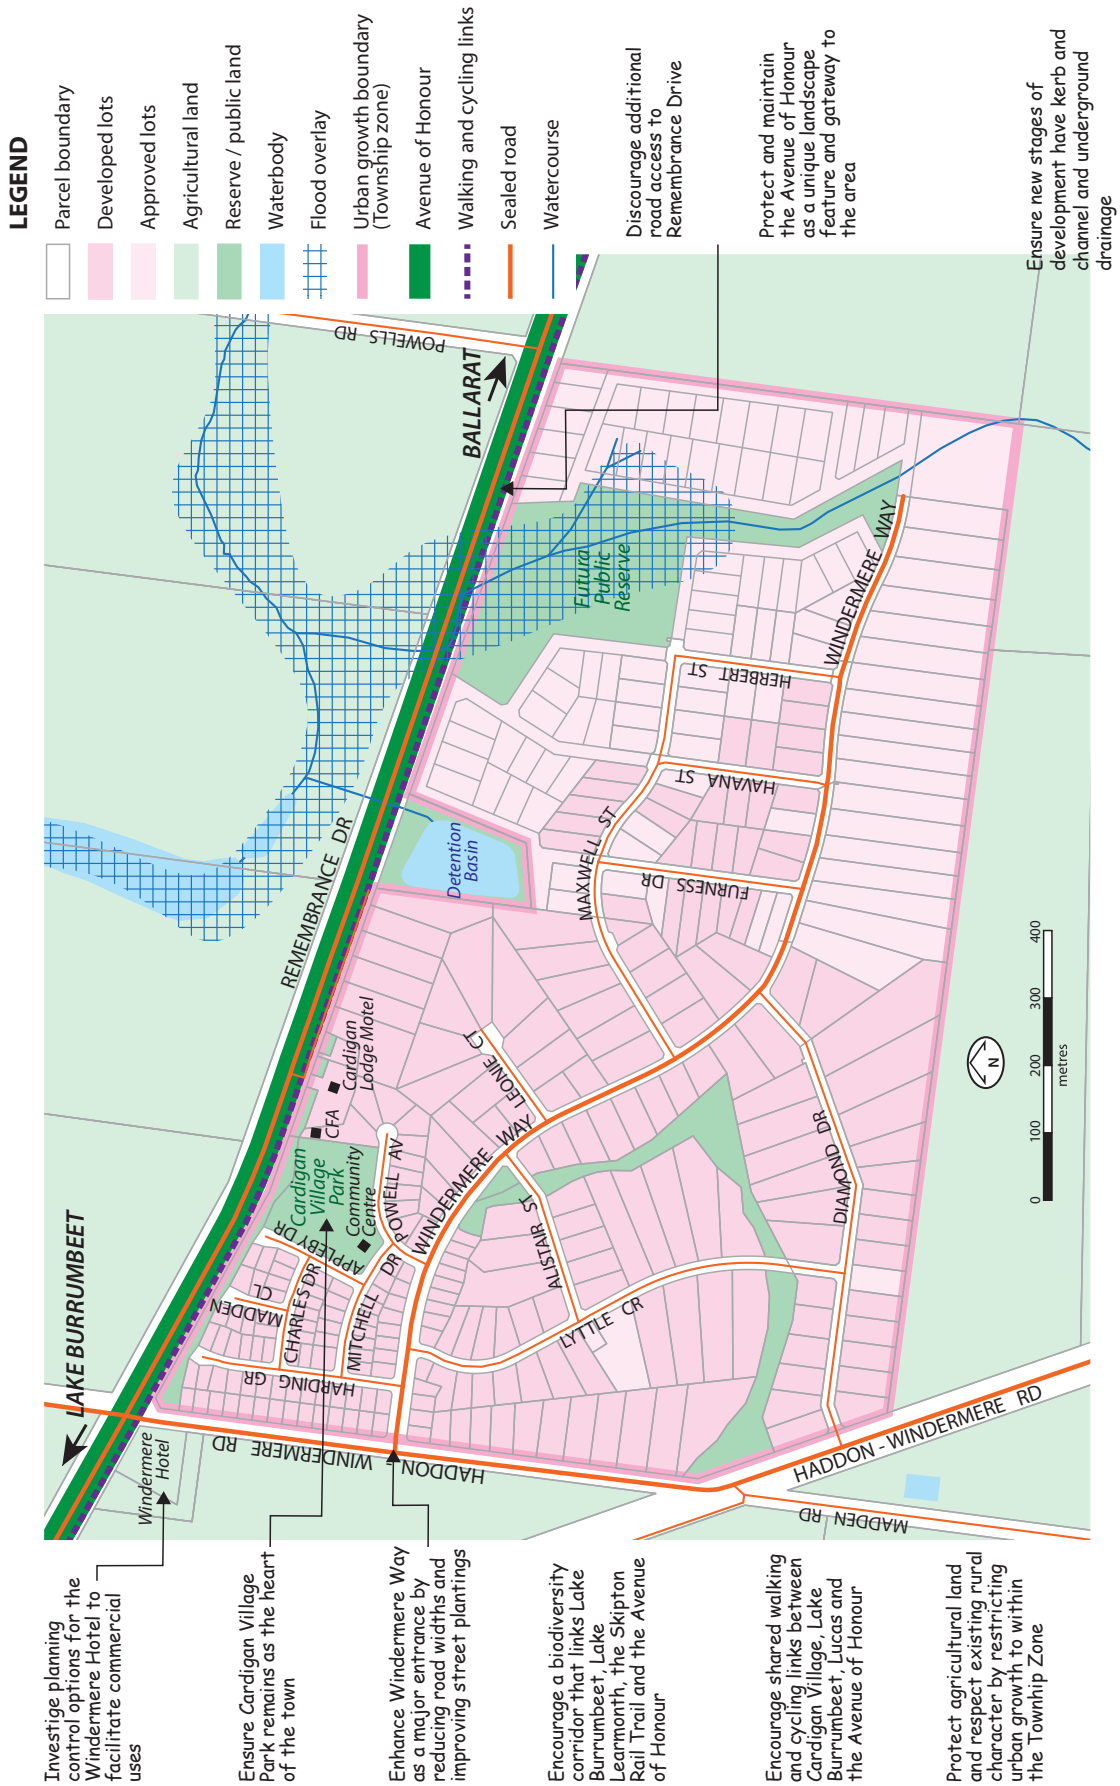 LEGEND
Parcel boundary
Developed lots
Approved lots
Agricultural land
Reserve / public land
Waterbody
Flood overlay
Urban growth boundary
(Township zone)
Avenue of Honour
Walking and cycling links
Sealed road
Watercourse
Discourage additional
road access to
Remembrance Drive
Protect and maintain
the Avenue of Honour
as a unique landscape
feature and gateway to
the area
Ensure new stages of
development have kerb and
channel and underground
drainage
Investige planning
control options for the
Windermere Hotel to
facilitate commercial
uses
Ensure Cardigan Village
Park remains as the heart
of the town
Enhance Windermere Way
as a major entrance by
reducing road widths and
improving street plantings
Encourage a biodiversity
corridor that links Lake
Burrumbeet, Lake
Learmonth, the Skipton
Rail Trail and the Avenue
of Honour
Encourage shared walking
and cycling links between
Cardigan Village, Lake
Burrumbeet, Lucas and
the Avenue of Honour
Protect agricultural land
and respect existing rural
character by restricting
urban growth to within
the Townhip Zone
LAKE BURRUMBEET
BALLARAT
POWELLS RD
REMEMBRANCE DR
Windermere
Hotel
HADDON - WINDERMERE RD
HADDON - WINDERMERE RD
MADDEN RD
Cardigan
Village
Park
Community
Centre
CFA
Cardigan
Lodge Motel
Detention
Basin
Futura
Public
Reserve
MADDEN CL
CHARLES DR
APPLEBY DR
MITCHELL DR
HARDING GR
POWELL AV
WINDERMERE WAY
LEONIE CT
ALISTAIR ST
LYTTLE CR
DIAMOND DR
MAXWELL ST
FURNESS DR
HAVANA ST
HERBERT ST
WINDERMERE WAY
N
0
100
200
300
400
metres